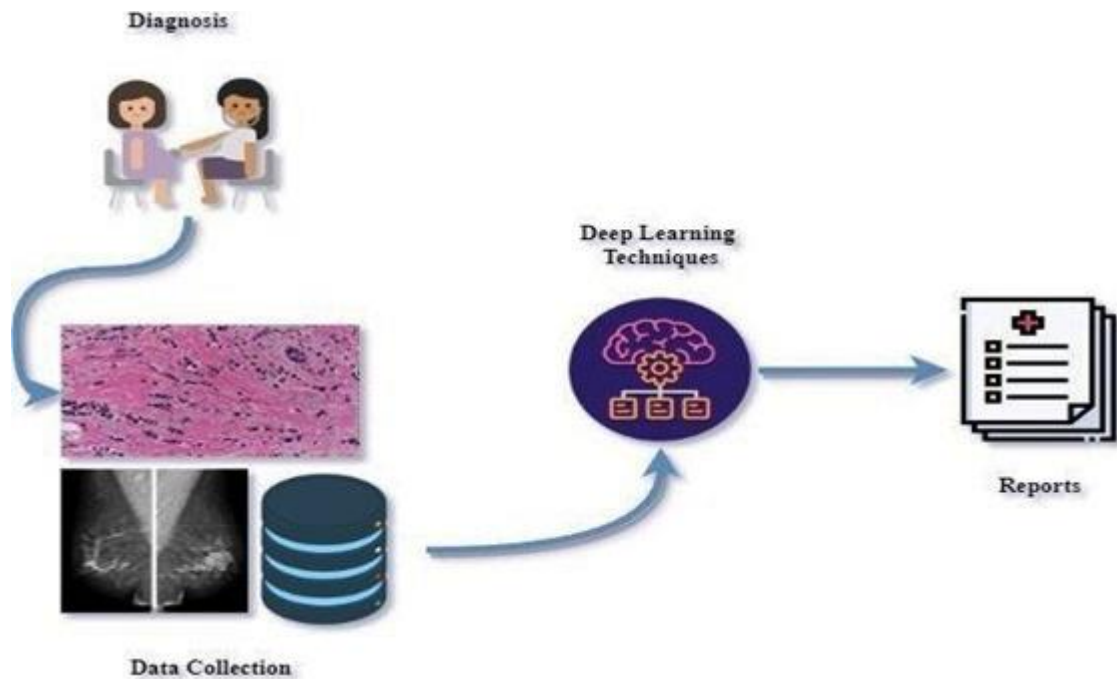 Diagnosis
Deep Learning
Techniques
Reports
Data Collection